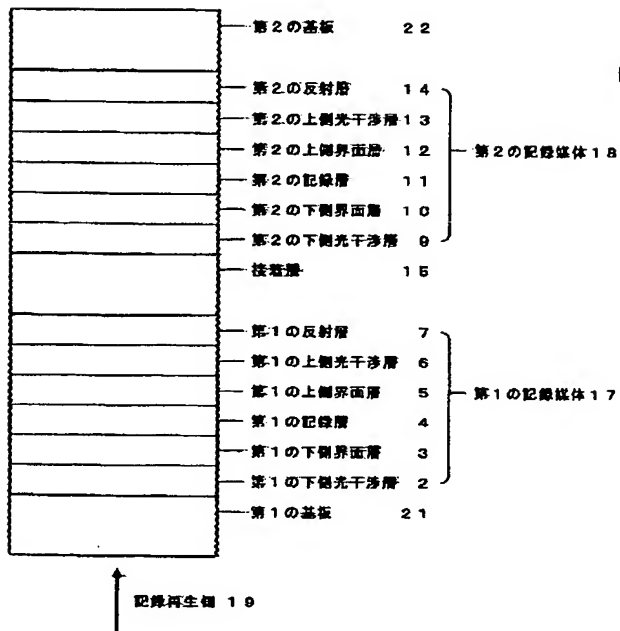 第2の基板 22
第2の反射層 14
第2の上側光干渉層 13
第2の上側界面層 12
第2の記録媒体 18
第2の記録層 11
第2の下側界面層 10
第2の下側光干渉層 9
接着層 15
第1の反射層 7
第1の上側光干渉層 6
第1の上側界面層 5
第1の記録媒体 17
第1の記録層 4
第1の下側界面層 3
第1の下側光干渉層 2
第1の基板 21
記録再生側 19